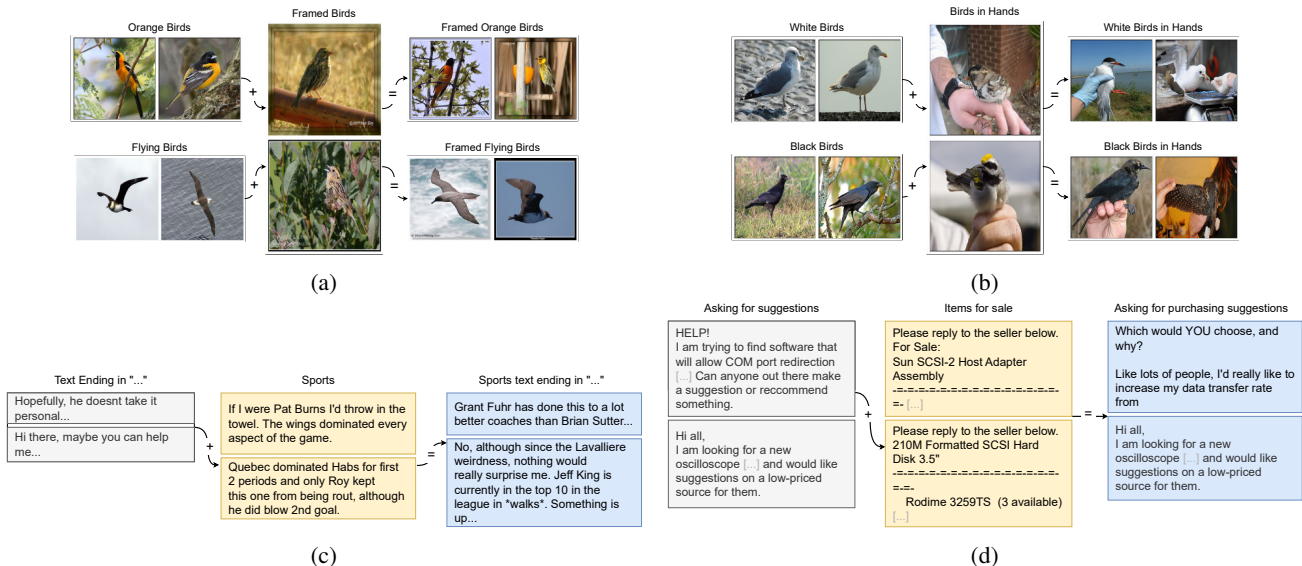 Orange Birds
Framed Birds
Framed Orange Birds
+
=
Flying Birds
Framed Flying Birds
+
=
(a)
White Birds
Birds in Hands
White Birds in Hands
+
=
Black Birds
Black Birds in Hands
+
=
(b)
Text Ending in "..."
Hopefully, he doesnt take it
personal...
Hi there, maybe you can help
me...
+
Sports
If I were Pat Burns I'd throw in the
towel. The wings dominated every
aspect of the game.
Quebec dominated Habs for first
2 periods and only Roy kept
this one from being rout, although
he did blow 2nd goal.
=
Sports text ending in "..."
Grant Fuhr has done this to a lot
better coaches than Brian Sutter...
No, although since the Lavalliere
weirdness, nothing would
really surprise me. Jeff King is
currently in the top 10 in the
league in *walks*. Something is
up...
(c)
Asking for suggestions
HELP!
I am trying to find software that
will allow COM port redirection
[...] Can anyone out there make
a suggestion or reccommend
something.
Hi all,
I am looking for a new
oscilloscope [...] and would like
suggestions on a low-priced
source for them.
+
Items for sale
Please reply to the seller below.
For Sale:
Sun SCSI-2 Host Adapter
Assembly
-=-=-=-=-=-=-=-=-=-=-=-=-=-=-
=- [...]
Please reply to the seller below.
210M Formatted SCSI Hard
Disk 3.5"
-=-=-=-=-=-=-=-=-=-=-=-=-=-=-
=-=-
Rodime 3259TS (3 available)
[...]
=
Asking for purchasing suggestions
Which would YOU choose, and
why?
Like lots of people, I'd really like to
increase my data transfer rate
from
Hi all,
I am looking for a new
oscilloscope [...] and would like
suggestions on a low-priced
source for them.
(d)